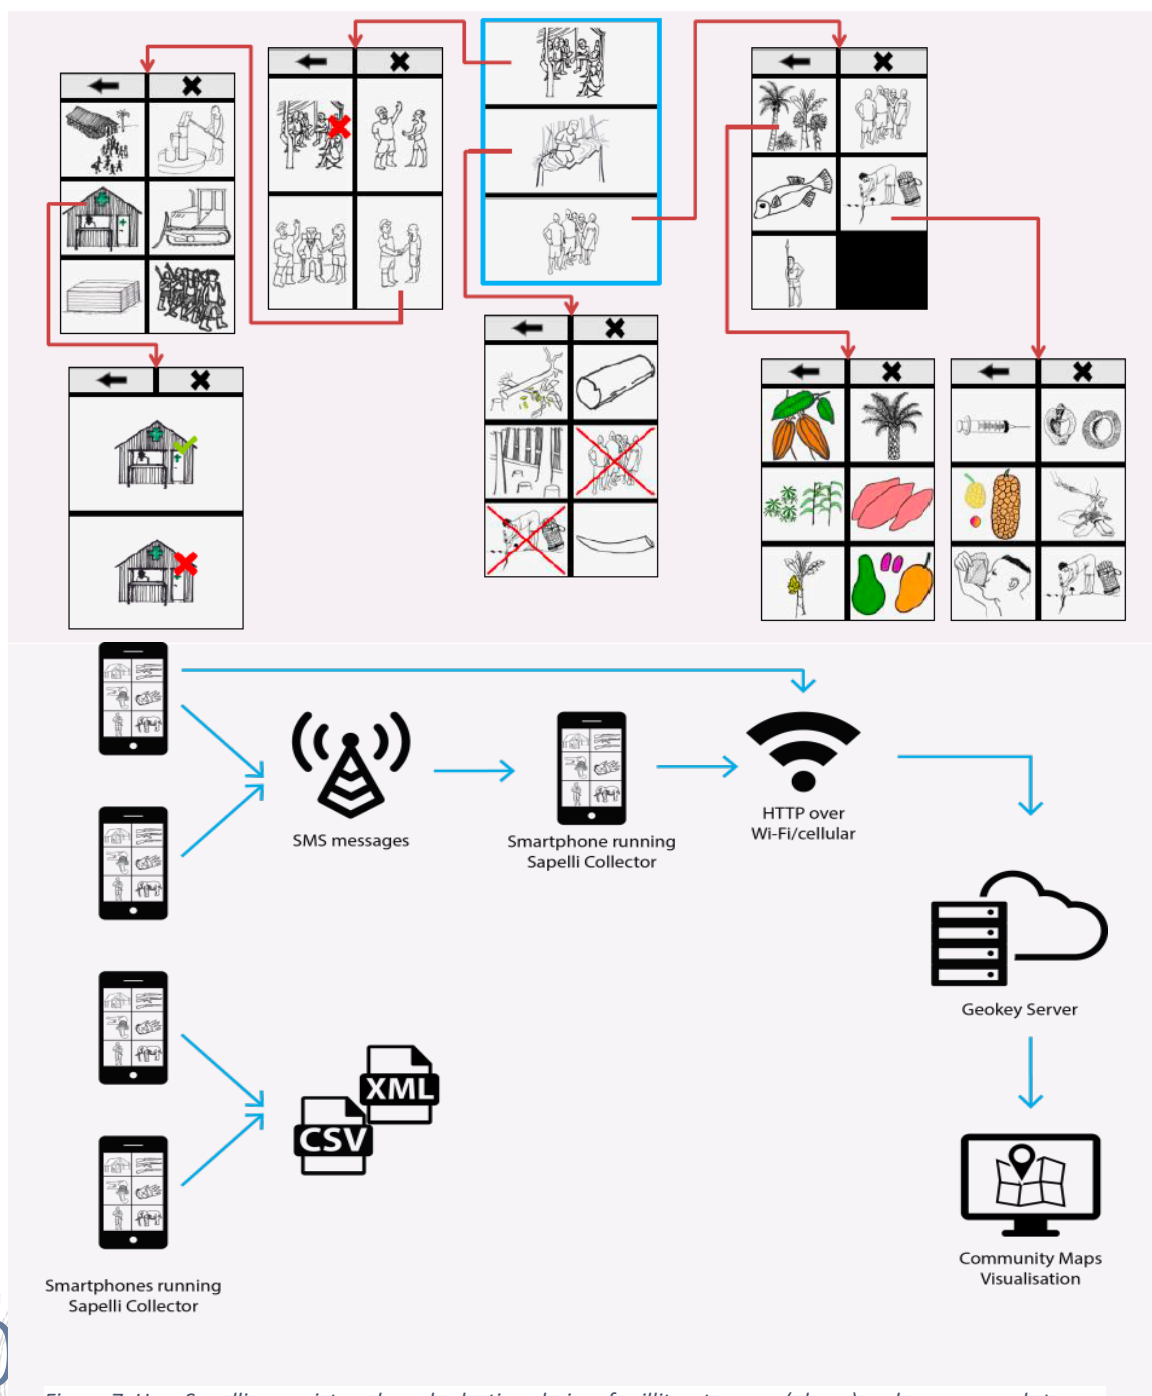 SMS messages
Smartphone running
Sapelli Collector
HTTP over
Wi-Fi/cellular
Geokey Server
XML
CSV
Community Maps
Visualisation
Smartphones running
Sapelli Collector